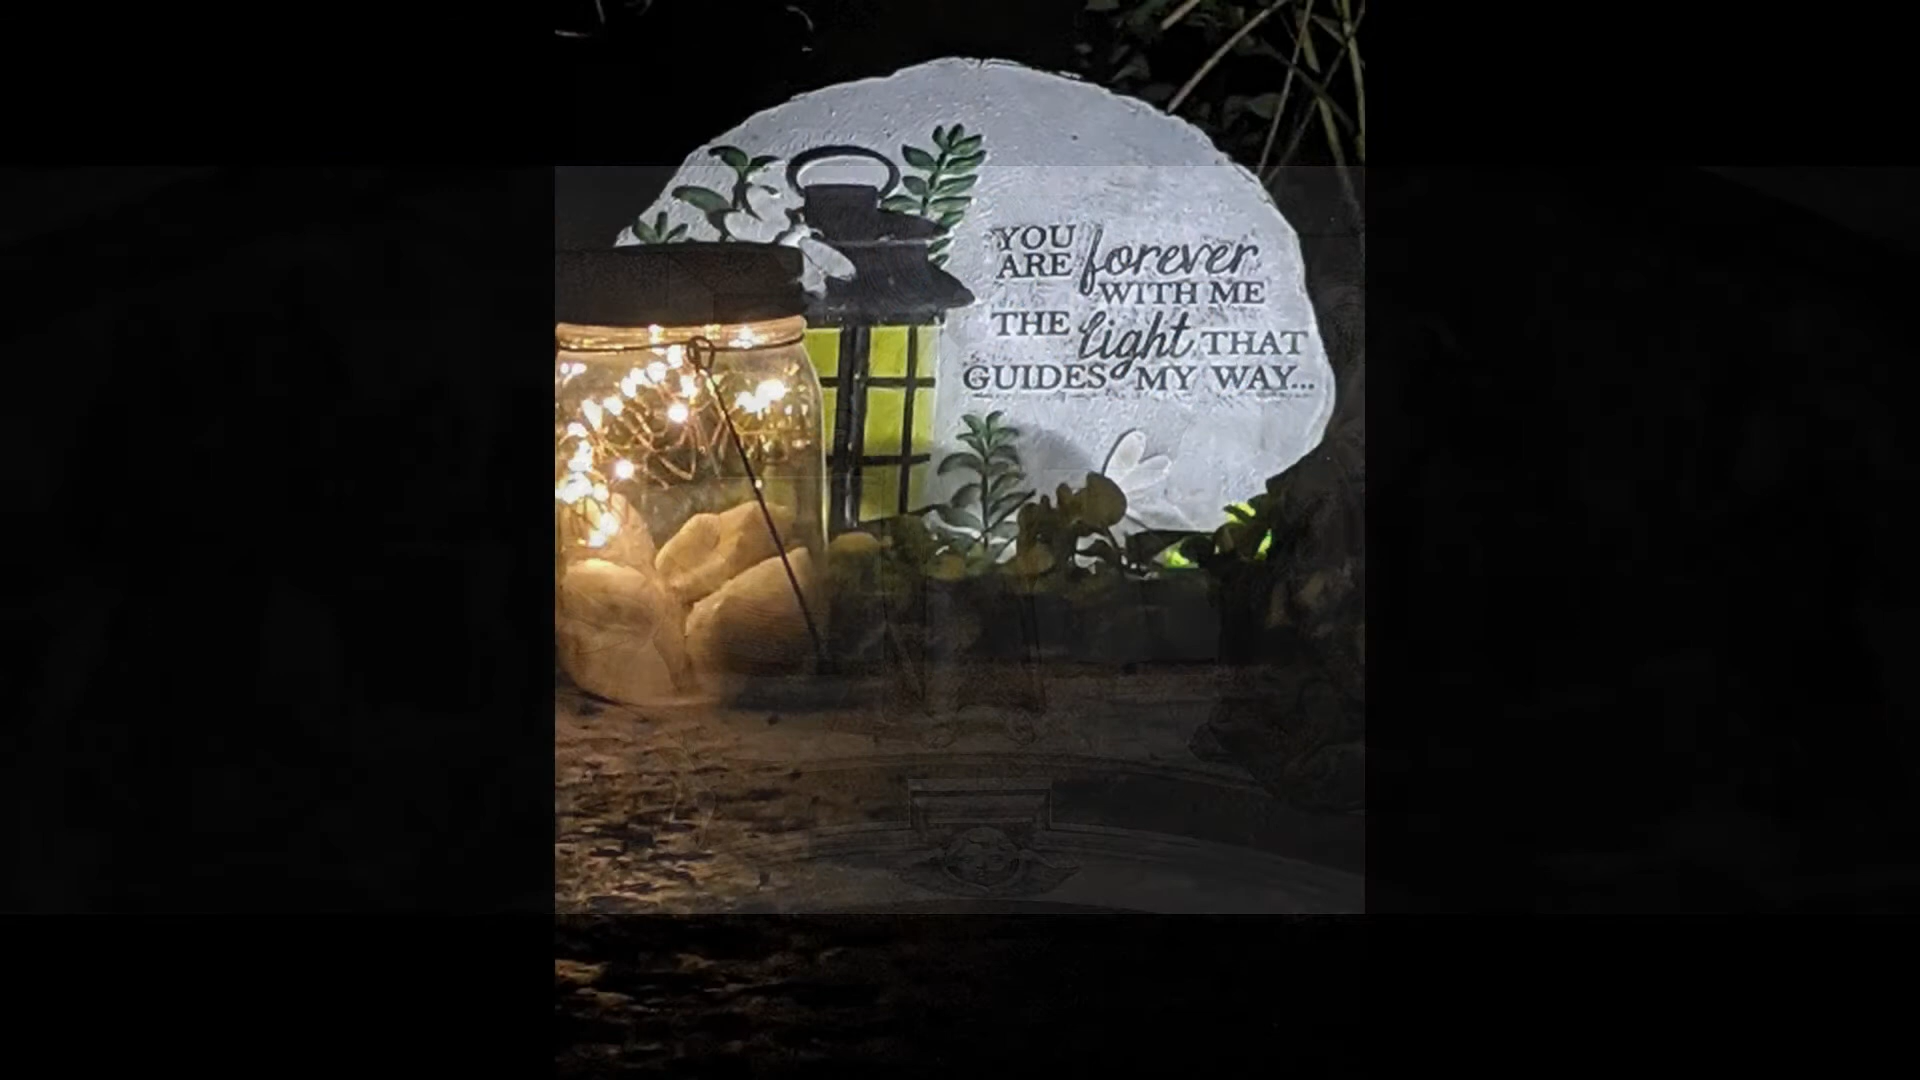 YOU
ARE forever
WITH ME
THE light THAT
GUIDES MY WAY...